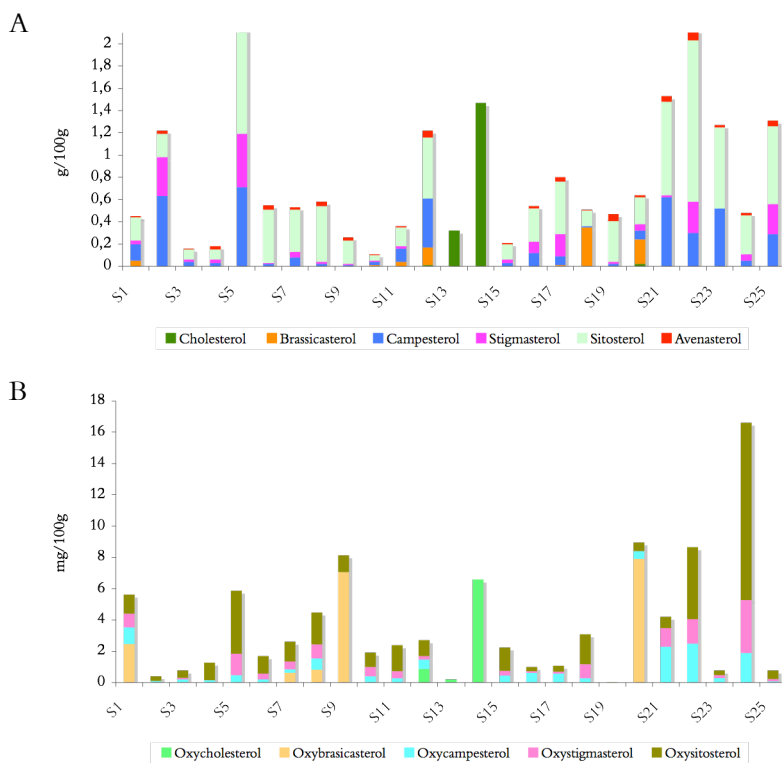 A
g/100g
2
1,8
1,6
1,4
1,2
1
0,8
0,6
0,4
0,2
0
S1 S3 S5 S7 S9 S11 S13 S15 S17 S19 S21 S23 S25
Cholesterol Brassicasterol Campesterol Stigmasterol Sitosterol Avenasterol
B
mg/100g
18
16
14
12
10
8
6
4
2
0
S1 S3 S5 S7 S9 S11 S13 S15 S17 S19 S21 S23 S25
Oxycholesterol Oxybrasicasterol Oxycampesterol Oxystigmasterol Oxysitosterol